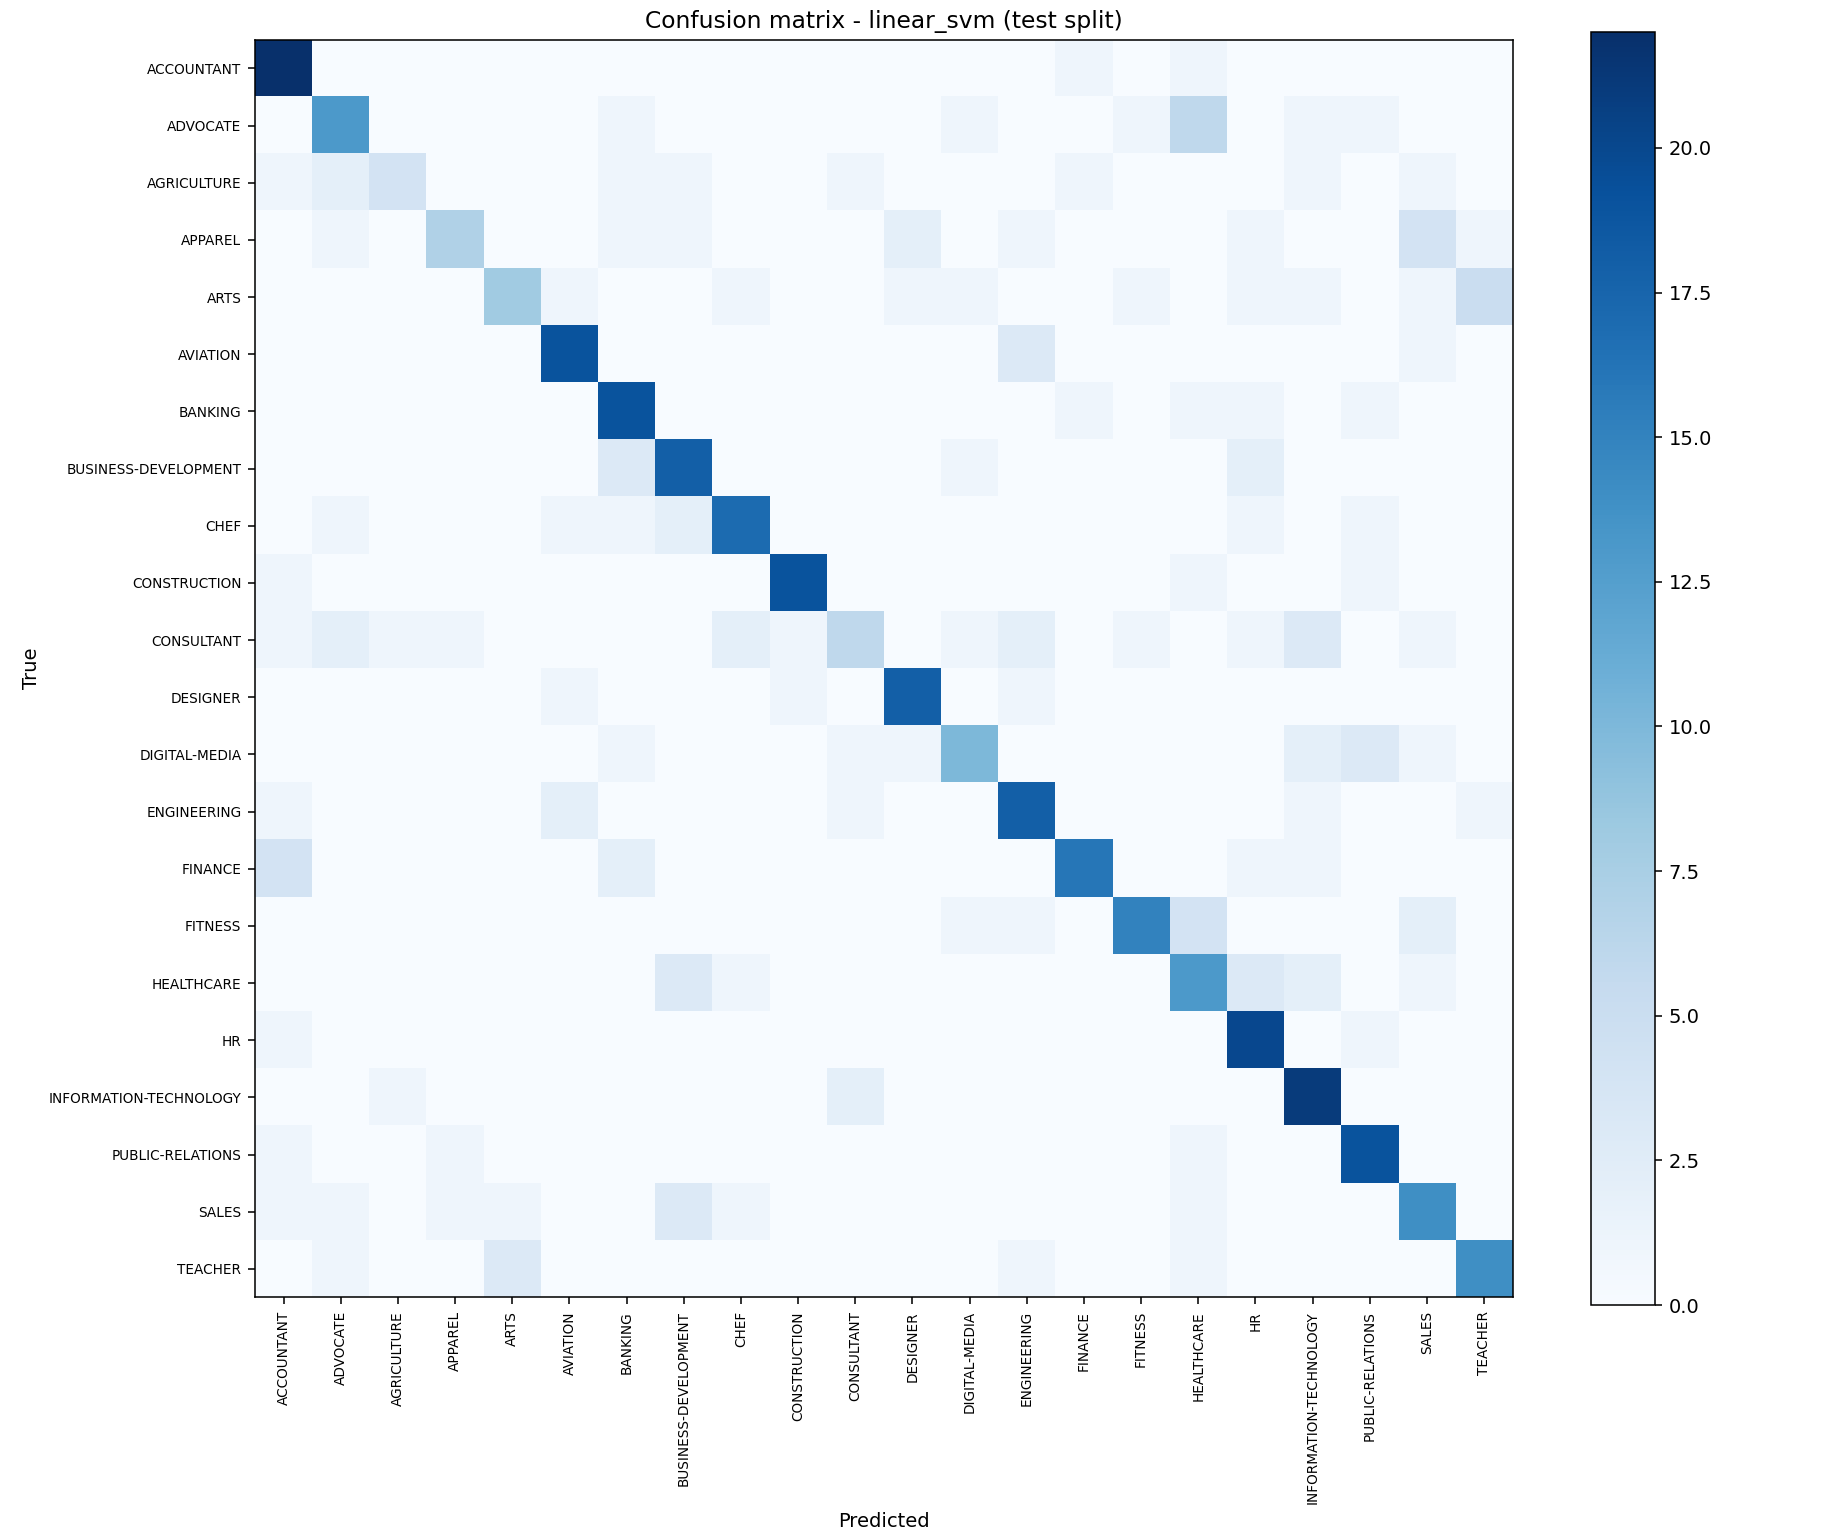 Confusion matrix - linear_svm (test split)
True
ACCOUNTANT
ADVOCATE
AGRICULTURE
APPAREL
ARTS
AVIATION
BANKING
BUSINESS-DEVELOPMENT
CHEF
CONSTRUCTION
CONSULTANT
DESIGNER
DIGITAL-MEDIA
ENGINEERING
FINANCE
FITNESS
HEALTHCARE
HR
INFORMATION-TECHNOLOGY
PUBLIC-RELATIONS
SALES
TEACHER
ACCOUNTANT
ADVOCATE
AGRICULTURE
APPAREL
ARTS
AVIATION
BANKING
BUSINESS-DEVELOPMENT
CHEF
CONSTRUCTION
CONSULTANT
DESIGNER
DIGITAL-MEDIA
ENGINEERING
FINANCE
FITNESS
HEALTHCARE
HR
INFORMATION-TECHNOLOGY
PUBLIC-RELATIONS
SALES
TEACHER
Predicted
20.0
17.5
15.0
12.5
10.0
7.5
5.0
2.5
0.0